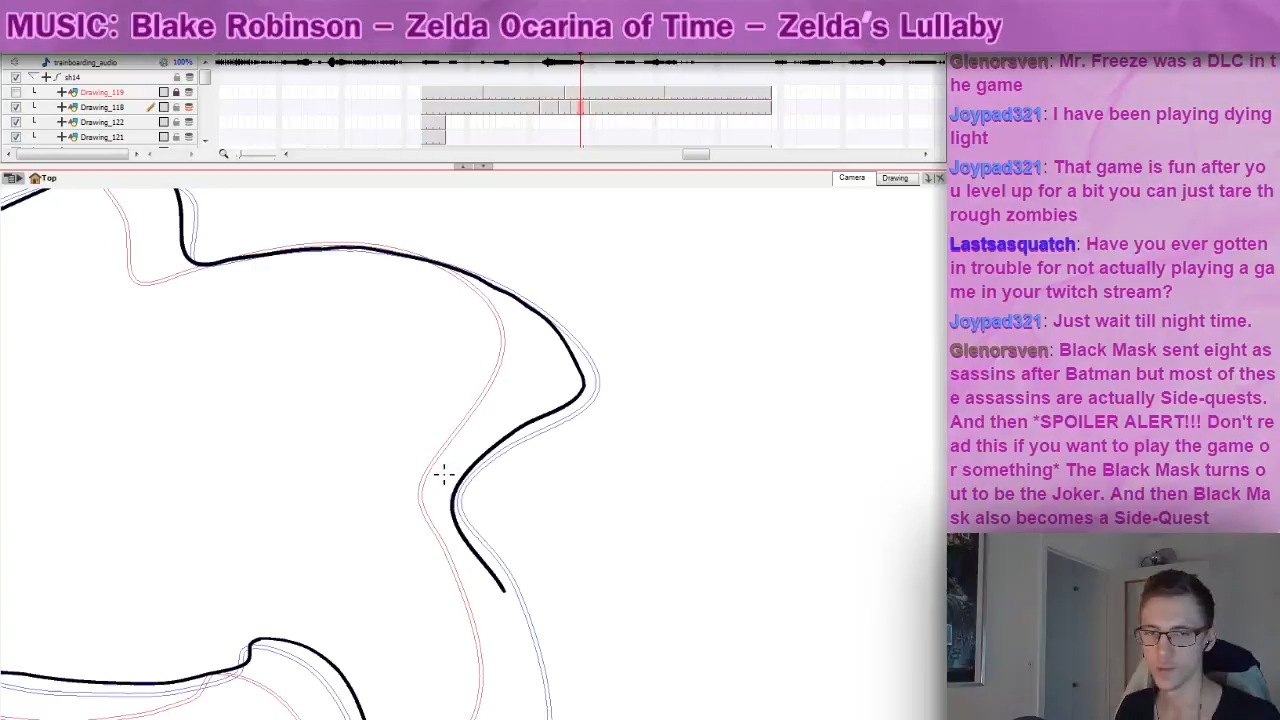 MUSIC: Blake Robinson – Zelda Ocarina of Time – Zelda's Lullaby
trainboarding_audio 100%
sh14
Drawing_119
Drawing_118
Drawing_122
Drawing_121
Top
Camera
Drawing
Glenorsven: Mr. Freeze was a DLC in t
he game
Joypad321: I have been playing dying
light
Joypad321: That game is fun after yo
u level up for a bit you can just tare th
rough zombies
Lastsasquatch: Have you ever gotten
in trouble for not actually playing a ga
me in your twitch stream?
Joypad321: Just wait till night time.
Glenorsven: Black Mask sent eight as
sassins after Batman but most of thes
e assassins are actually Side-quests.
And then *SPOILER ALERT!!! Don't re
ad this if you want to play the game o
r something* The Black Mask turns o
ut to be the Joker. And then Black Ma
sk also becomes a Side-Quest